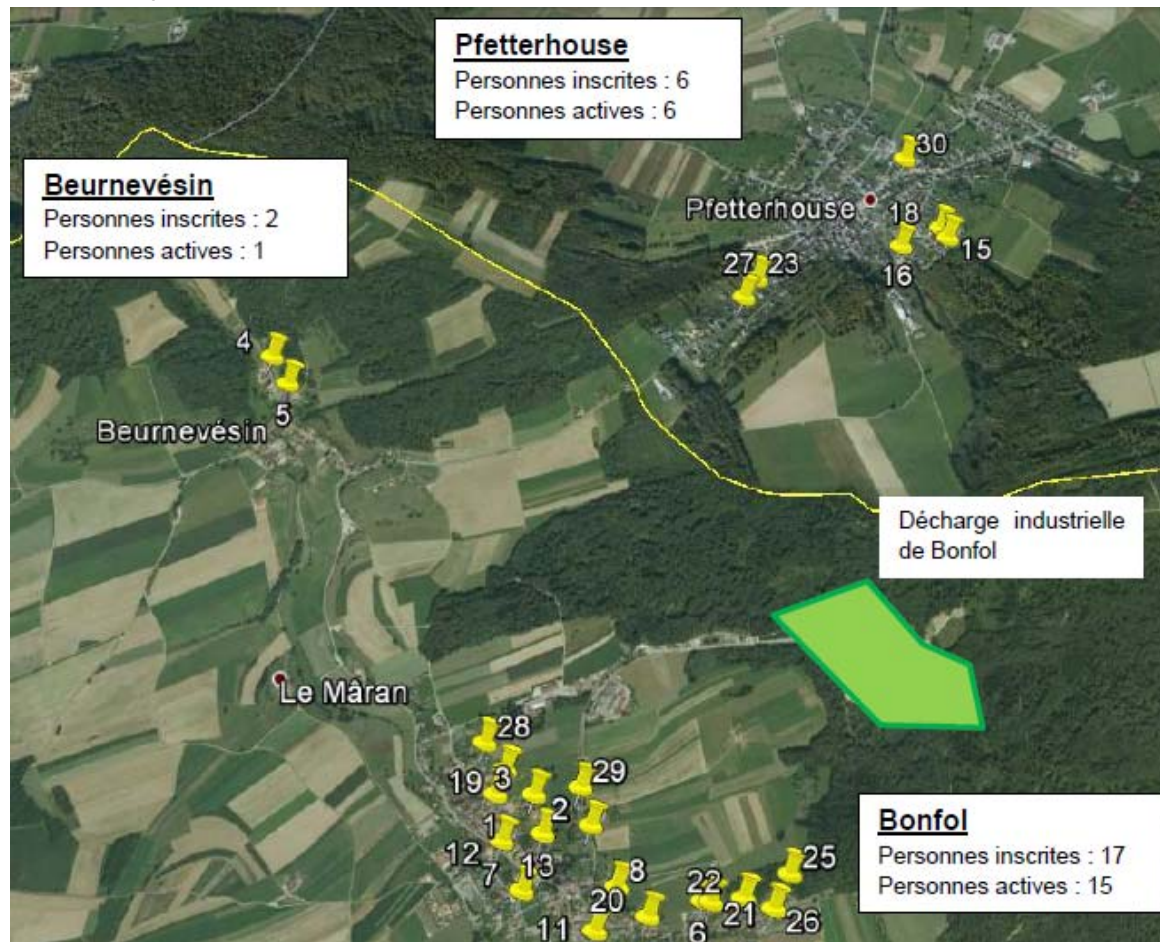 Pfetterhouse
Personnes inscrites : 6
Personnes actives : 6
Beurnevésin
Personnes inscrites : 2
Personnes actives : 1
30
Pfetterhouse
18
15
16
27
23
4
5
Beurnevésin
Décharge industrielle
de Bonfol
Le Mâran
28
19
3
29
2
1
12
7
13
8
20
11
6
22
21
25
26
Bonfol
Personnes inscrites : 17
Personnes actives : 15